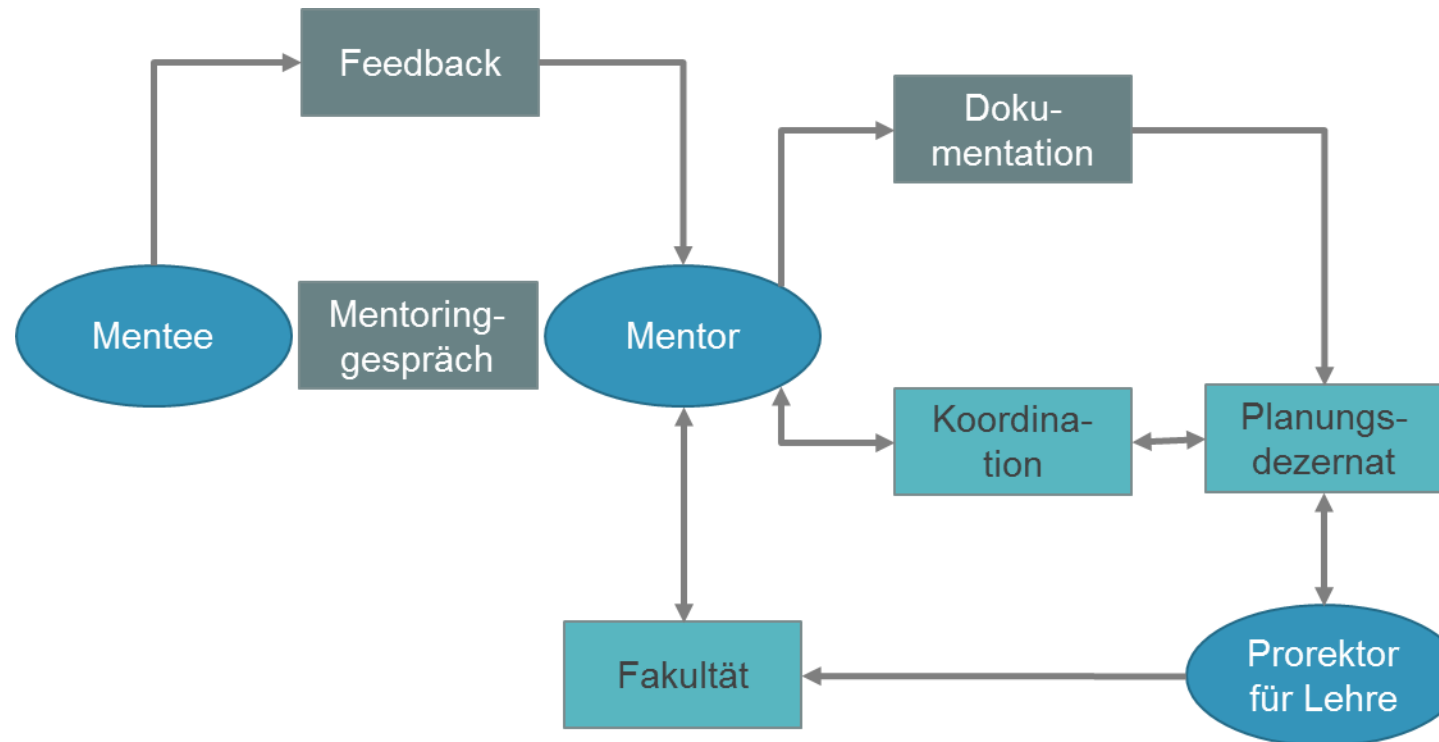 Feedback
Doku-
mentation
Mentee
Mentoring-
gespräch
Mentor
Koordina-
tion
Planungs-
dezernat
Fakultät
Prorektor
für Lehre